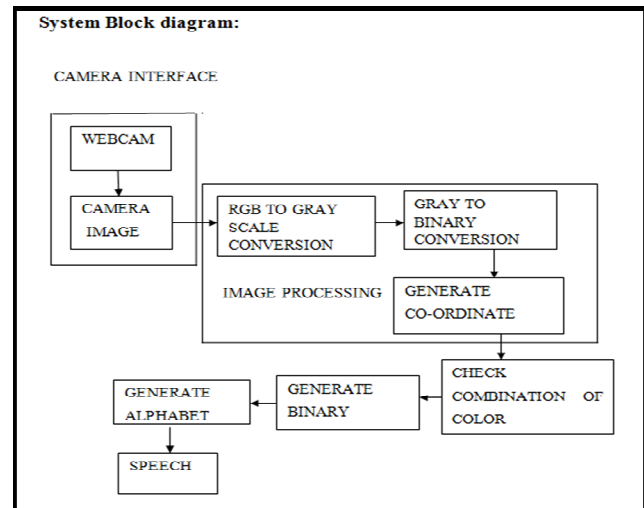 System Block diagram:
CAMERA INTERFACE
WEBCAM
CAMERA
IMAGE
RGB TO GRAY
SCALE
CONVERSION
GRAY TO
BINARY
CONVERSION
IMAGE PROCESSING
GENERATE
CO-ORDINATE
CHECK
COMBINATION OF
COLOR
GENERATE
BINARY
GENERATE
ALPHABET
SPEECH